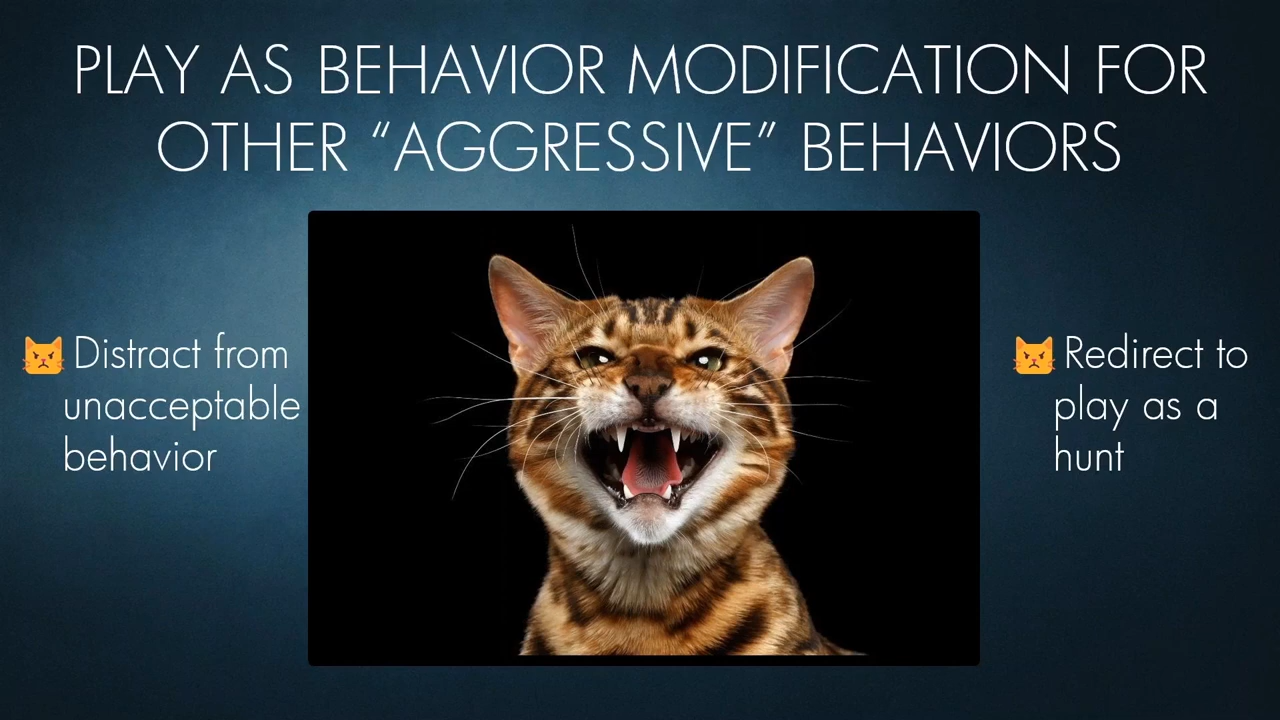 PLAY AS BEHAVIOR MODIFICATION FOR
OTHER “AGGRESSIVE” BEHAVIORS
Distract from
unacceptable
behavior
Redirect to
play as a
hunt